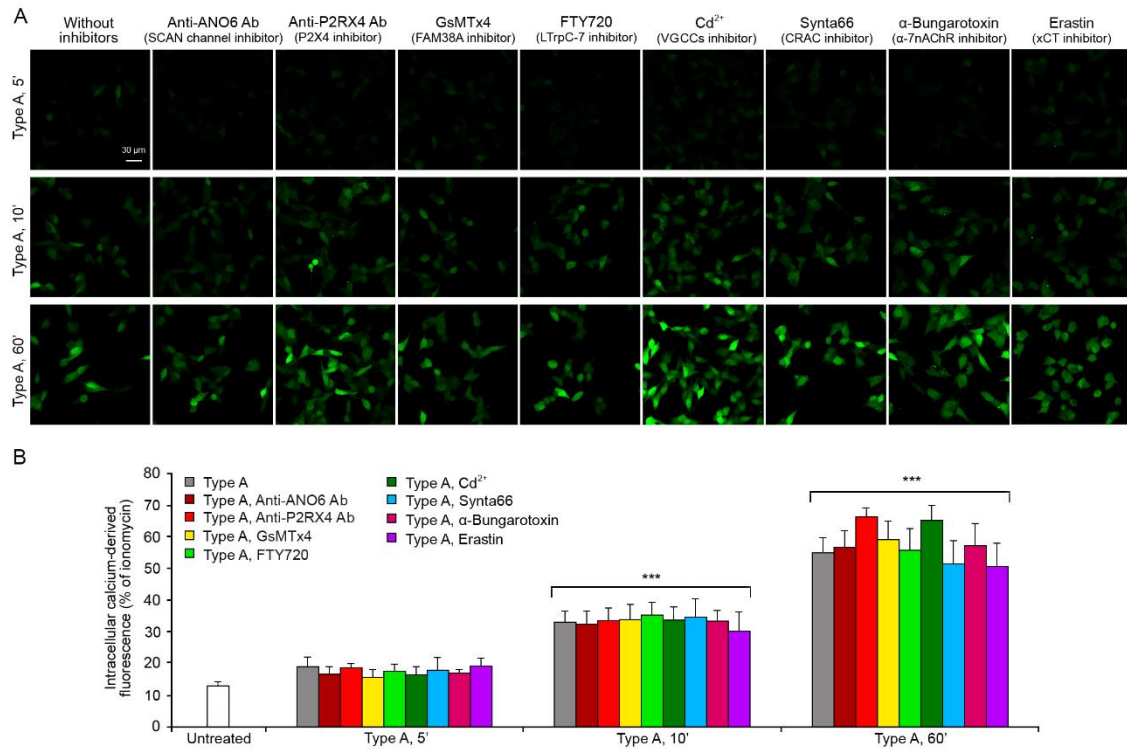 A
Without inhibitors
Anti-ANO6 Ab (SCAN channel inhibitor)
Anti-P2RX4 Ab (P2X4 inhibitor)
GsMTx4 (FAM38A inhibitor)
FTY720 (LTrpC-7 inhibitor)
Cd²⁺ (VGCCs inhibitor)
Synta66 (CRAC inhibitor)
α-Bungarotoxin (α-7nAChR inhibitor)
Erastin (xCT inhibitor)
Type A, 5'
30 µm
Type A, 10'
Type A, 60'
B
Intracellular calcium-derived
fluorescence (% of ionomycin)
80
70
60
50
40
30
20
10
0
Type A
Type A, Anti-ANO6 Ab
Type A, Anti-P2RX4 Ab
Type A, GsMTx4
Type A, FTY720
Type A, Cd²⁺
Type A, Synta66
Type A, α-Bungarotoxin
Type A, Erastin
***
***
Untreated
Type A, 5'
Type A, 10'
Type A, 60'